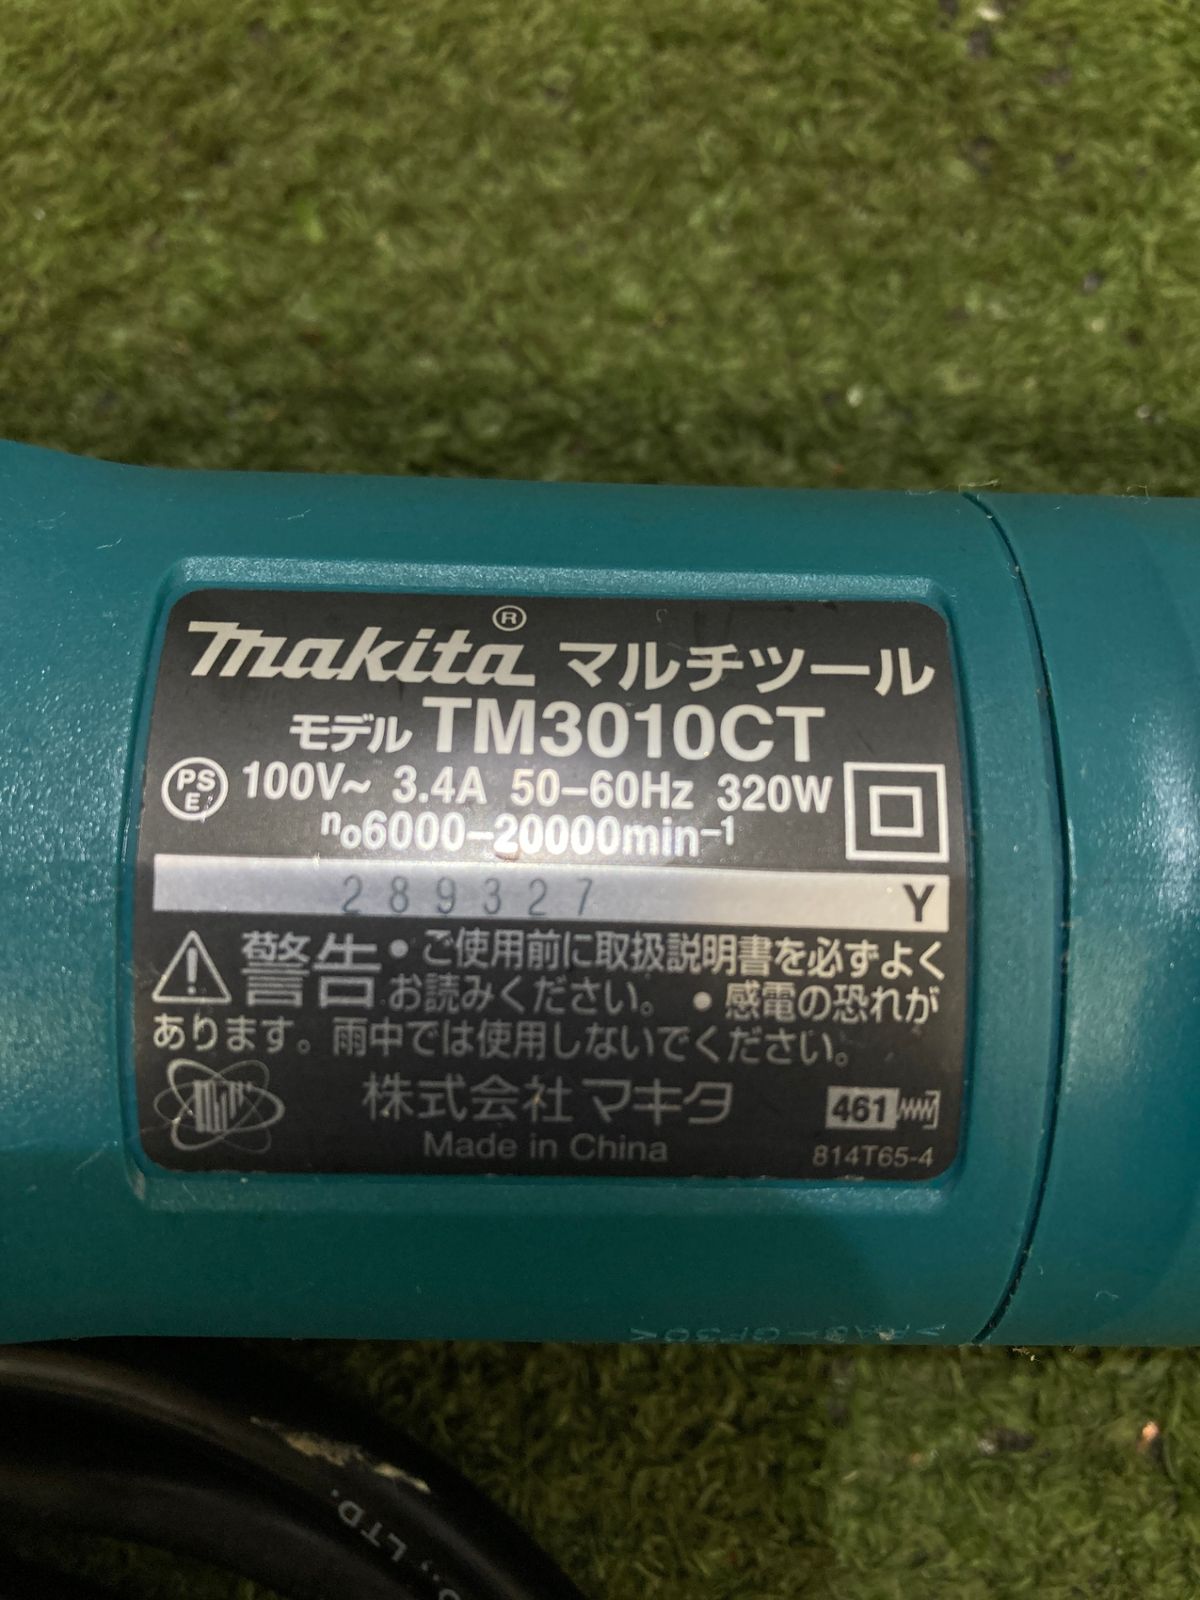 makita® マルチツール
モデル TM3010CT
PS E 100V~ 3.4A 50-60Hz 320W
n₀6000-20000min⁻¹
289327 Y
警告 • ご使用前に取扱説明書を必ずよく
お読みください。 • 感電の恐れが
あります。雨中では使用しないでください。
株式会社マキタ 461
Made in China 814T65-4
LTD.